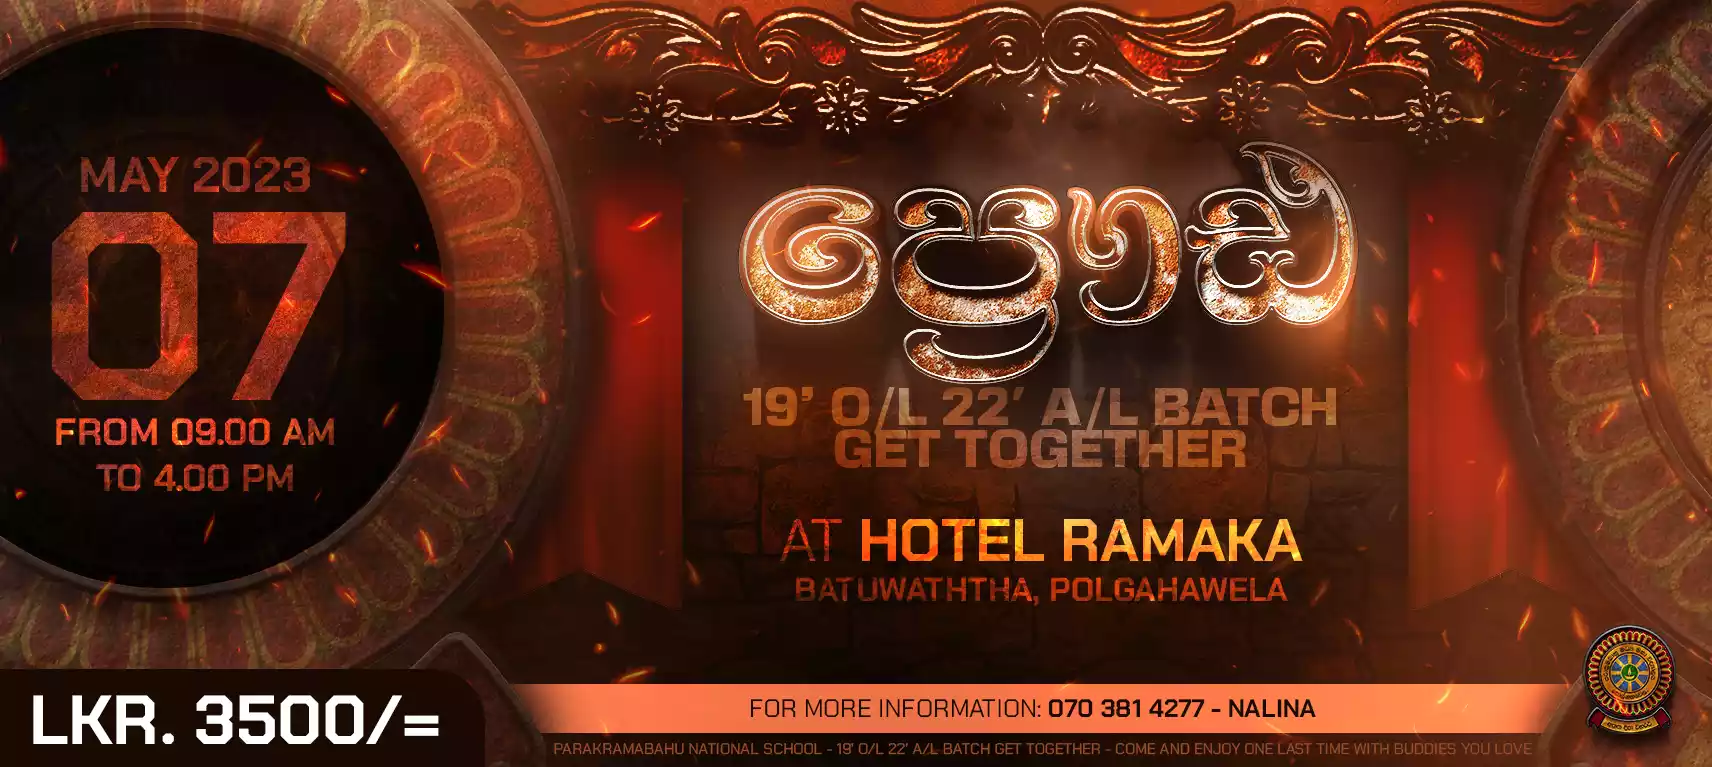 MAY 2023
07
FROM 09.00 AM
TO 4.00 PM
LKR. 3500/=
ප්‍රෞඪ
19' O/L 22' A/L BATCH
GET TOGETHER
AT HOTEL RAMAKA
BATUWATHTHA, POLGAHAWELA
FOR MORE INFORMATION: 070 381 4277 - NALINA
PARAKRAMABAHU NATIONAL SCHOOL - 19' O/L 22' A/L BATCH GET TOGETHER - COME AND ENJOY ONE LAST TIME WITH BUDDIES YOU LOVE